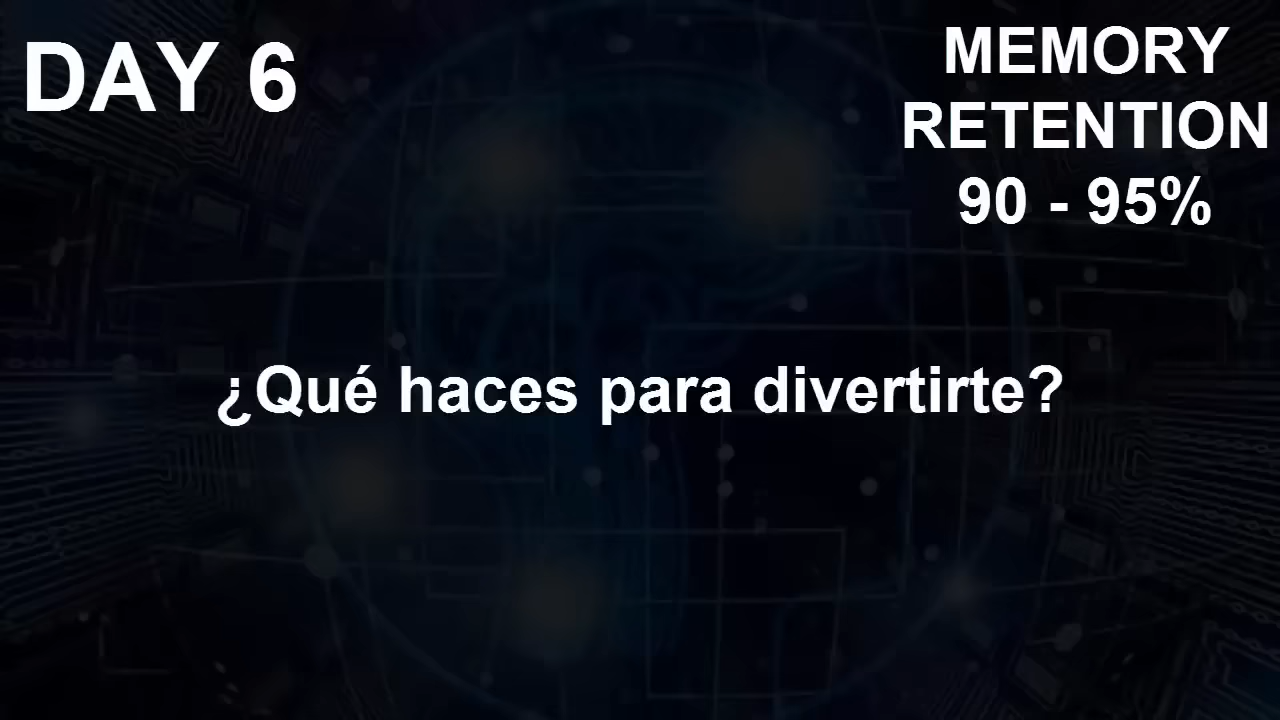 DAY 6
MEMORY
RETENTION
90 - 95%
¿Qué haces para divertirte?